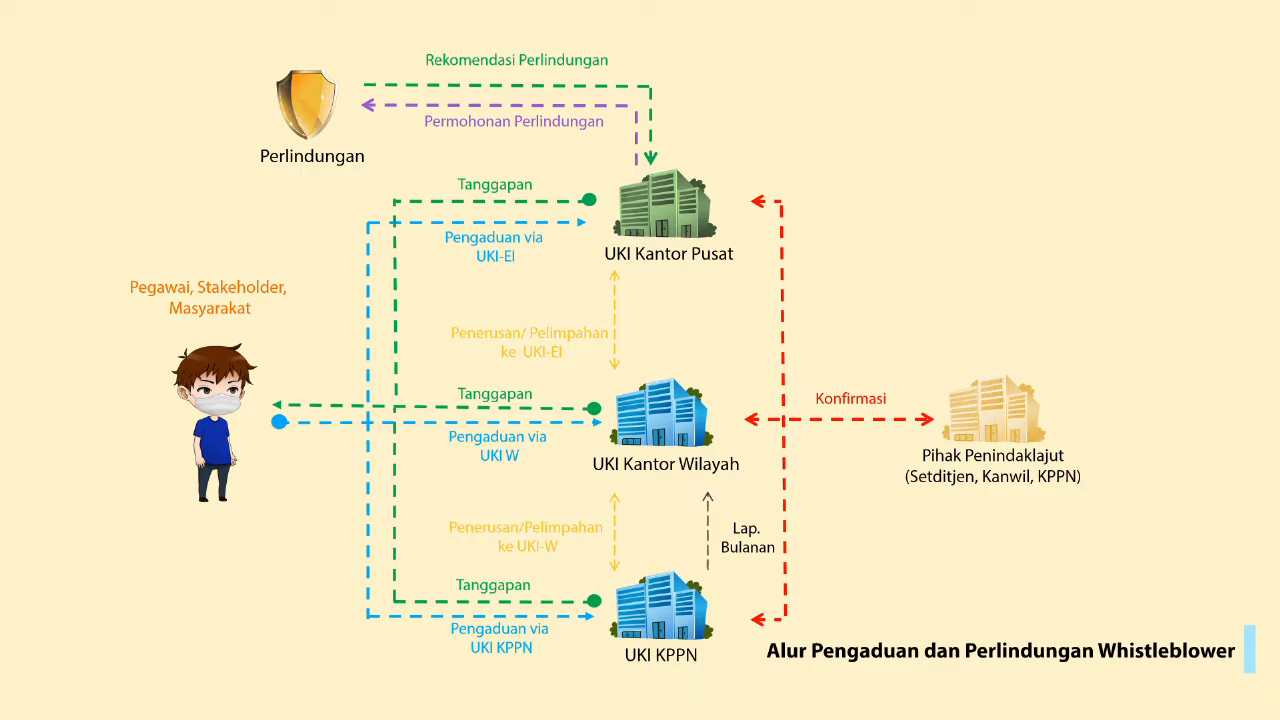 Rekomendasi Perlindungan
Permohonan Perlindungan
Perlindungan
Tanggapan
Pengaduan via
UKI-EI
UKI Kantor Pusat
Pegawai, Stakeholder,
Masyarakat
Penerusan/ Pelimpahan
ke UKI-EI
Tanggapan
Pengaduan via
UKI W
UKI Kantor Wilayah
Konfirmasi
Pihak Penindaklajut
(Setditjen, Kanwil, KPPN)
Penerusan/Pelimpahan
ke UKI-W
Lap.
Bulanan
Tanggapan
Pengaduan via
UKI KPPN
UKI KPPN
Alur Pengaduan dan Perlindungan Whistleblower